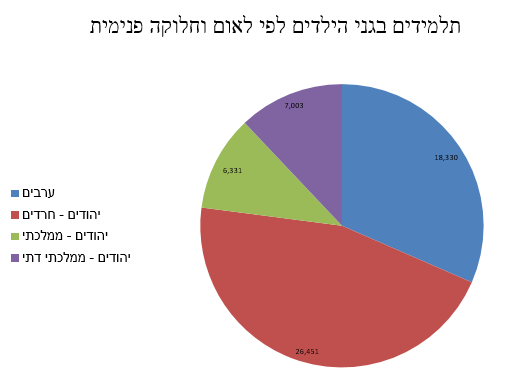 תלמידים בגני הילדים לפי לאום וחלוקה פנימית
7,003
18,330
6,331
ערבים
יהודים - חרדים
יהודים - ממלכתי
יהודים - ממלכתי דתי
26,451